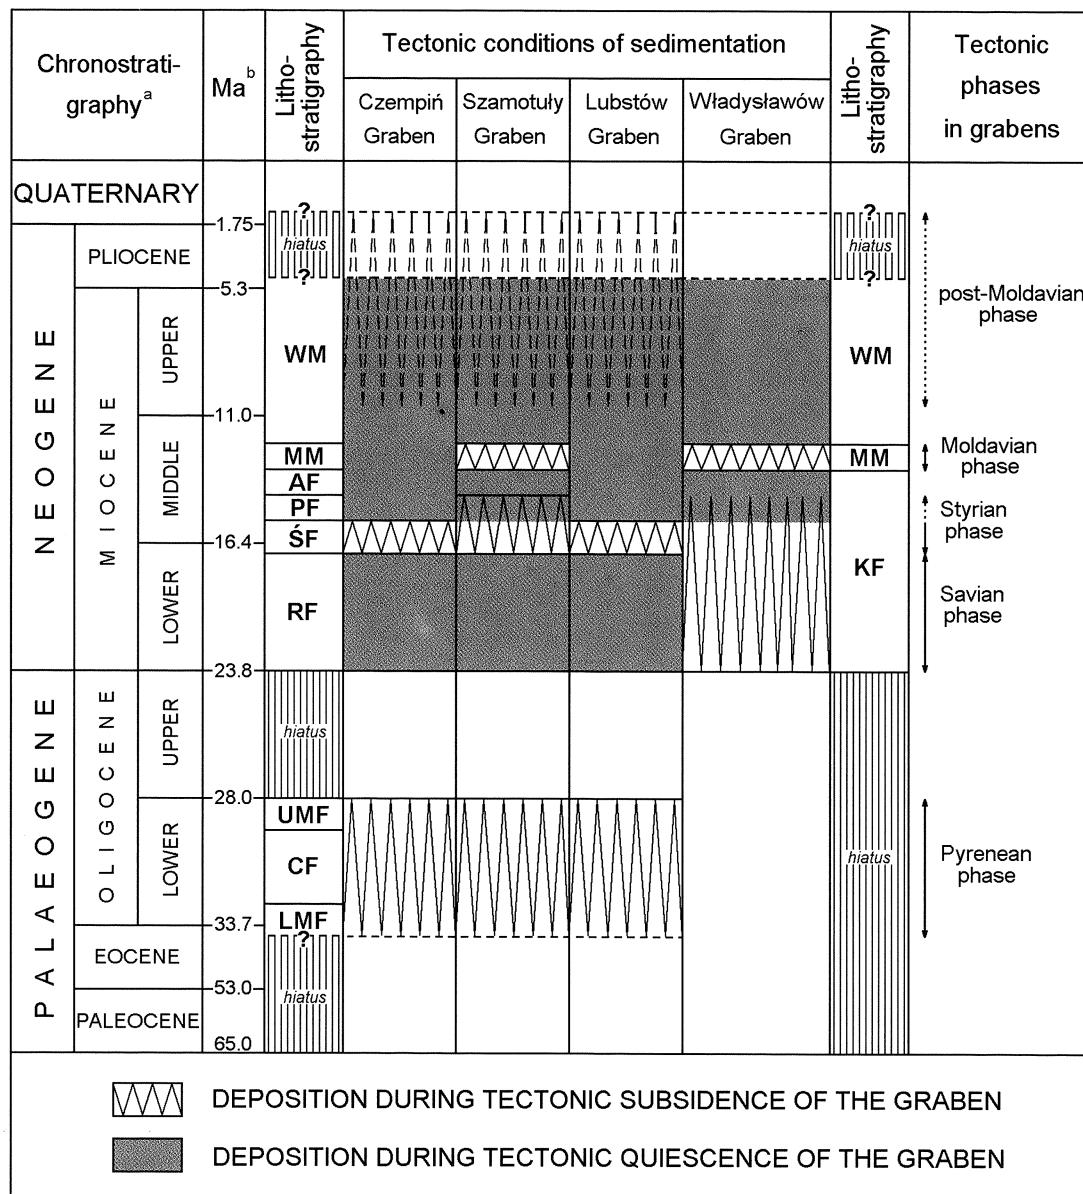 Chronostrati-
graphy a
Ma b
Litho-
stratigraphy
Tectonic conditions of sedimentation
Czempiń
Graben
Szamotuły
Graben
Lubstów
Graben
Władysławów
Graben
Litho-
stratigraphy
Tectonic
phases
in grabens
QUATERNARY
NEOGENE
PLIOCENE
MIOCENE
UPPER
MIDDLE
LOWER
PALAEOGENE
OLIGOCENE
UPPER
LOWER
EOCENE
PALEOCENE
1.75
5.3
11.0
16.4
23.8
28.0
33.7
53.0
65.0
?
hiatus
?
WM
MM
AF
PF
ŚF
RF
hiatus
UMF
CF
LMF
?
hiatus
?
hiatus
?
WM
MM
KF
hiatus
post-Moldavian
phase
Moldavian
phase
Styrian
phase
Savian
phase
Pyrenean
phase
DEPOSITION DURING TECTONIC SUBSIDENCE OF THE GRABEN
DEPOSITION DURING TECTONIC QUIESCENCE OF THE GRABEN